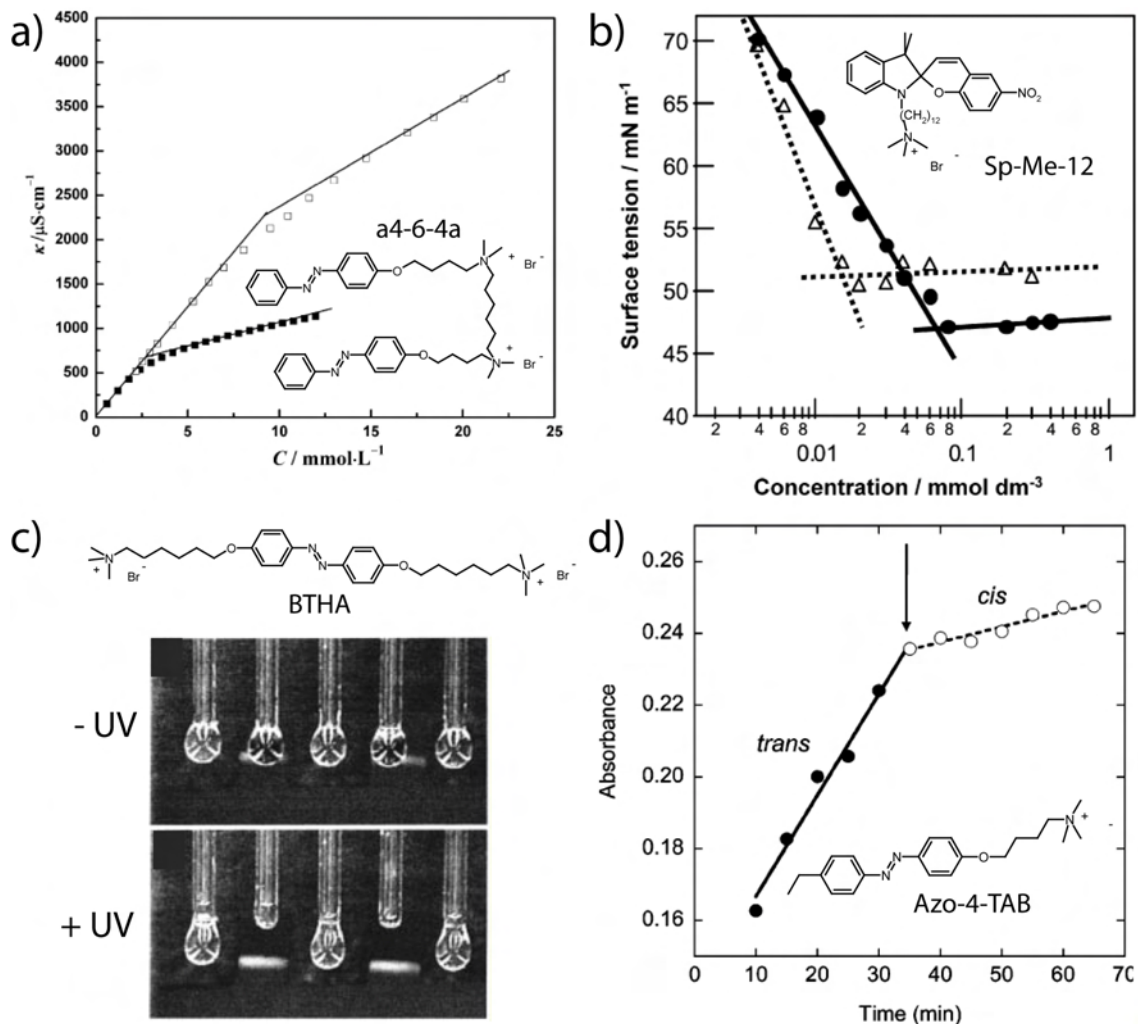 a)
4500
4000
3500
3000
2500
2000
1500
1000
500
0
κ /μS·cm⁻¹
0 5 10 15 20 25
C / mmol·L⁻¹
a4-6-4a
N
N
O
N
+
Br -
N
N
O
N
+
Br -
b)
70
65
60
55
50
45
40
Surface tension / mN m⁻¹
2 4 6 8 0.01 2 4 6 8 0.1 2 4 6 8 1
Concentration / mmol dm⁻³
N
O
NO₂
(CH₂)₁₂
N
+
Br -
Sp-Me-12
c)
N
+
Br -
O
N
N
O
N
+
Br -
BTHA
- UV
+ UV
d)
0.26
0.24
0.22
0.20
0.18
0.16
Absorbance
trans
cis
N
N
O
N
+
-
Azo-4-TAB
0 10 20 30 40 50 60 70
Time (min)